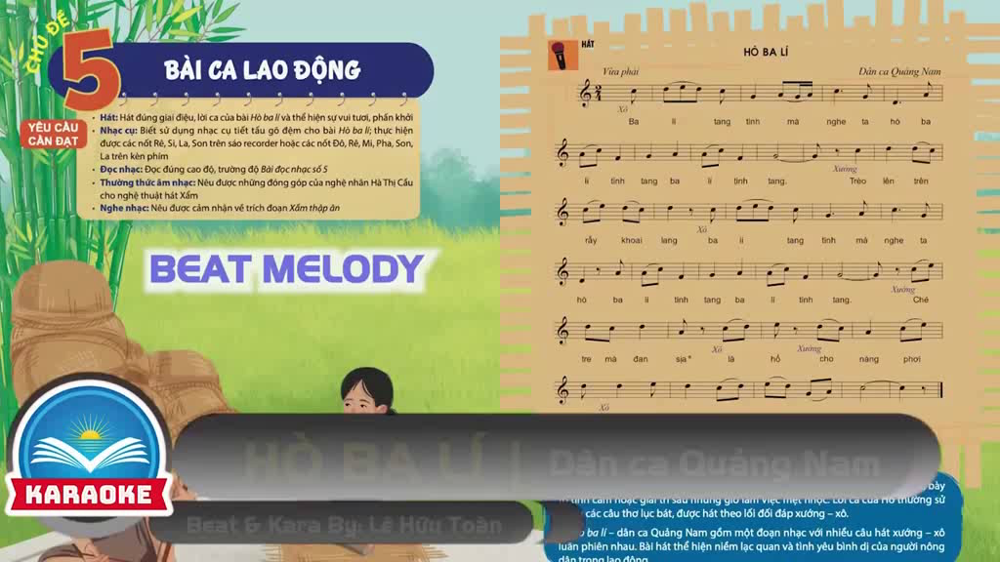 CHỦ ĐỀ
5
BÀI CA LAO ĐỘNG
YÊU CẦU
CẦN ĐẠT
• Hát: Hát đúng giai điệu, lời ca của bài Hò ba lí và thể hiện sự vui tươi, phấn khởi
• Nhạc cụ: Biết sử dụng nhạc cụ tiết tấu gõ đệm cho bài Hò ba lí; thực hiện
được các nốt Rê, Si, La, Son trên sáo recorder hoặc các nốt Đô, Rê, Mi, Pha, Son,
La trên kèn phím
• Đọc nhạc: Đọc đúng cao độ, trường độ Bài đọc nhạc số 5
• Thường thức âm nhạc: Nêu được những đóng góp của nghệ nhân Hà Thị Cầu
cho nghệ thuật hát Xẩm
• Nghe nhạc: Nêu được cảm nhận về trích đoạn Xẩm thập ân
BEAT MELODY
HÁT
HÒ BA LÍ
Vừa phải
Dân ca Quảng Nam
Xô
Ba lí tang tình mà nghe ta hò ba
Xướng
lí tình tang ba lí tình tang. Trèo lên trên
Xô
rẫy khoai lang ba lí tang tình mà nghe ta
Xướng
hò ba lí tình tang ba lí tình tang. Chẻ
Xô Xướng
tre mà đan sịa* là hố cho nàng phơi
Xô
HÒ BA LÍ | Dân ca Quảng Nam
KARAOKE
Beat & Kara By: Lê Hữu Toàn
bày
tình cảm hoặc giải trí sau những giờ làm việc mệt nhọc. Lời ca của Hò thường sử
các câu thơ lục bát, được hát theo lối đối đáp xướng – xô.
ba lí – dân ca Quảng Nam gồm một đoạn nhạc với nhiều câu hát xướng – xô
luân phiên nhau. Bài hát thể hiện niềm lạc quan và tình yêu bình dị của người nông
dân trong lao động.